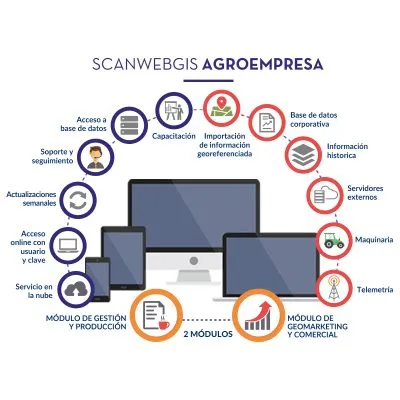 SCANWEBGIS AGROEMPRESA
Acceso a
base de datos
Capacitación
Importación
de información
georeferenciada
Base de datos
corporativa
Soporte y
seguimiento
Información
historica
Actualizaciones
semanales
Servidores
externos
Acceso
online con
usuario
y clave
Maquinaria
Servicio en
la nube
Telemetría
MÓDULO DE GESTIÓN
Y PRODUCCIÓN
2 MÓDULOS
MÓDULO DE
GEOMARKETING
Y COMERCIAL